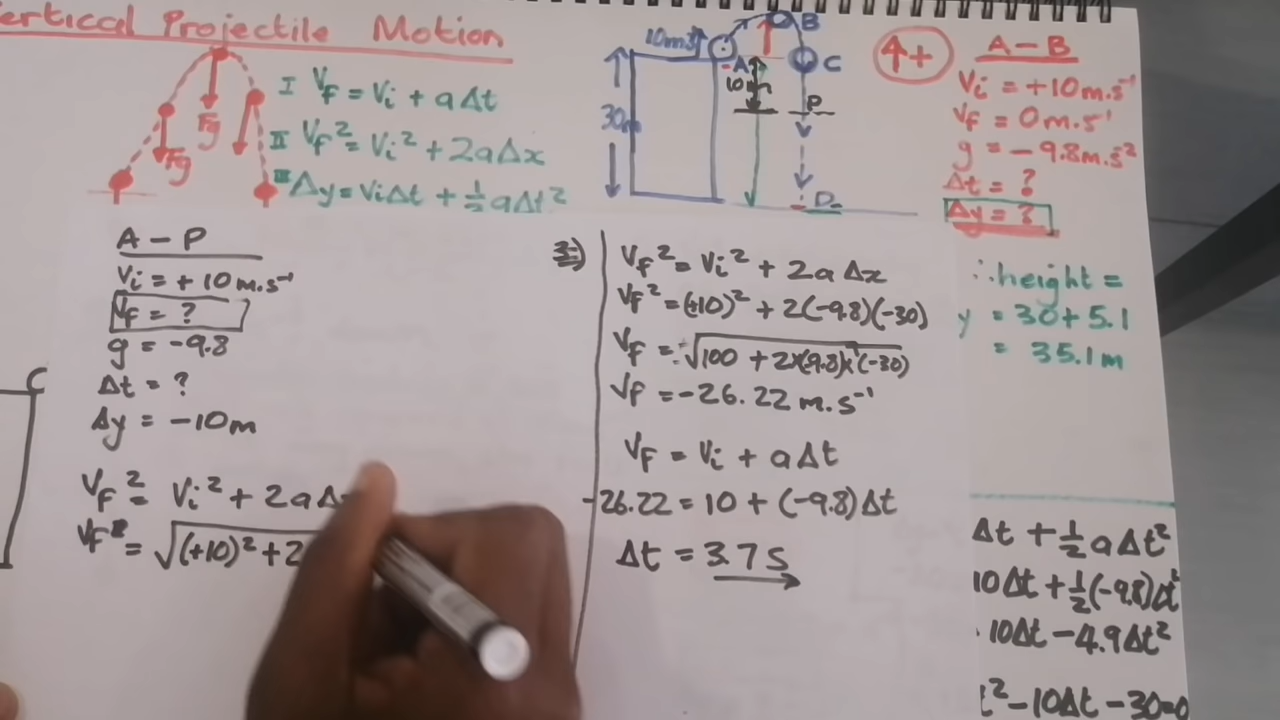 Vertical Projectile Motion
I Vf = Vi + aΔt
II Vf² = Vi² + 2aΔx
III Δy = ViΔt + ½aΔt²
Fg
Fg
10m
B
A
C
10m
30m
P
D
↑+
A – B
Vi = +10m.s⁻¹
Vf = 0m.s⁻¹
g = -9.8m.s²
Δt = ?
Δy = ?
∴ height =
y = 30 + 5.1
= 35.1m
A – P
Vi = + 10m.s⁻¹
Vf = ?
g = -9.8
Δt = ?
Δy = -10m
Vf² = Vi² + 2aΔ
= √(+10)² + 2
C
3:)
Vf² = Vi² + 2aΔx
Vf² = (+10)² + 2(-9.8)(-30)
Vf = -√100 + 2×(9.8)×(-30)
Vf = -26.22 m.s⁻¹
Vf = Vi + aΔt
-26.22 = 10 + (-9.8)Δt
Δt = 3.7S
Δt + ½aΔt²
10Δt + ½(-9.8)Δt²
10Δt - 4.9Δt²
t² - 10Δt - 30=0